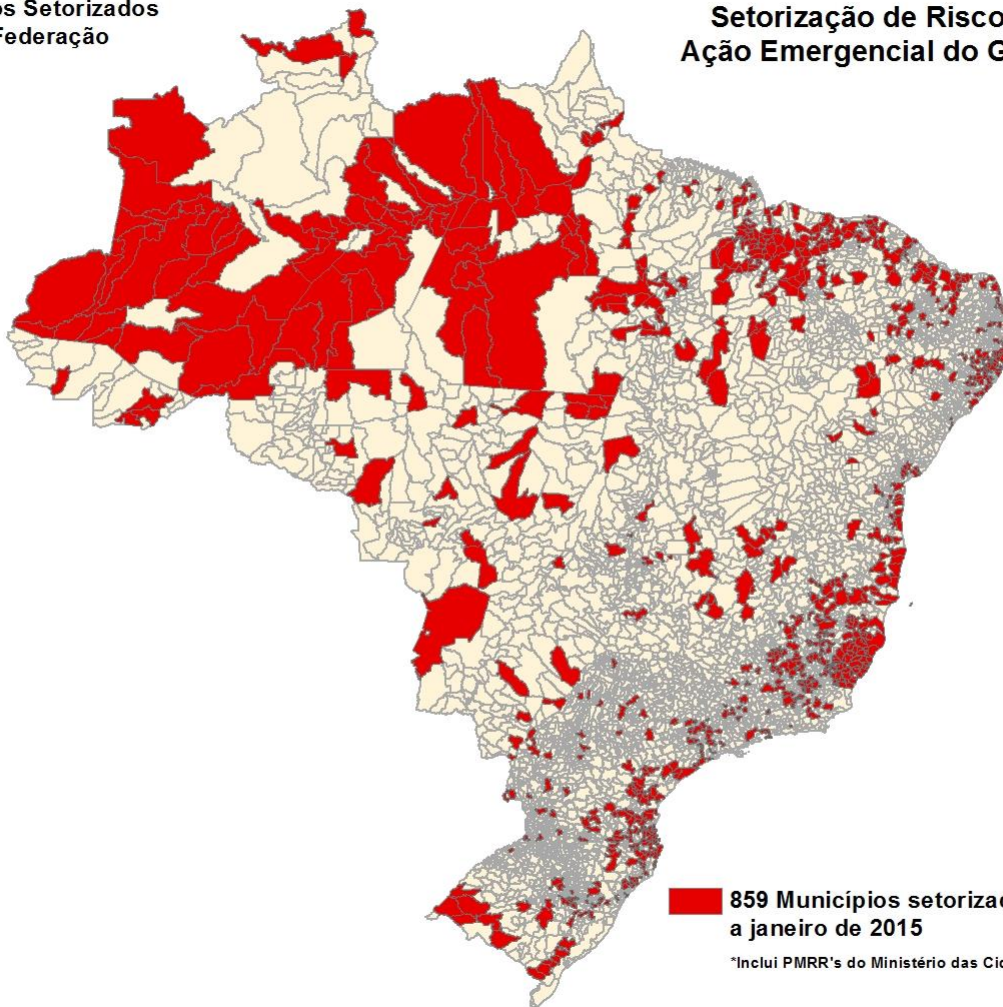 os Setorizados
Federação
Setorização de Risco
Ação Emergencial do G
859 Municípios setorizad
a janeiro de 2015
*Inclui PMRR's do Ministério das Cid